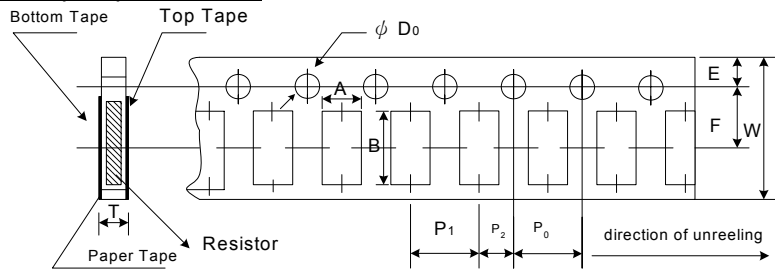 Bottom Tape
Top Tape
ϕ D0
E
A
F
B
W
T
P1
P2
P0
direction of unreeling
Resistor
Paper Tape